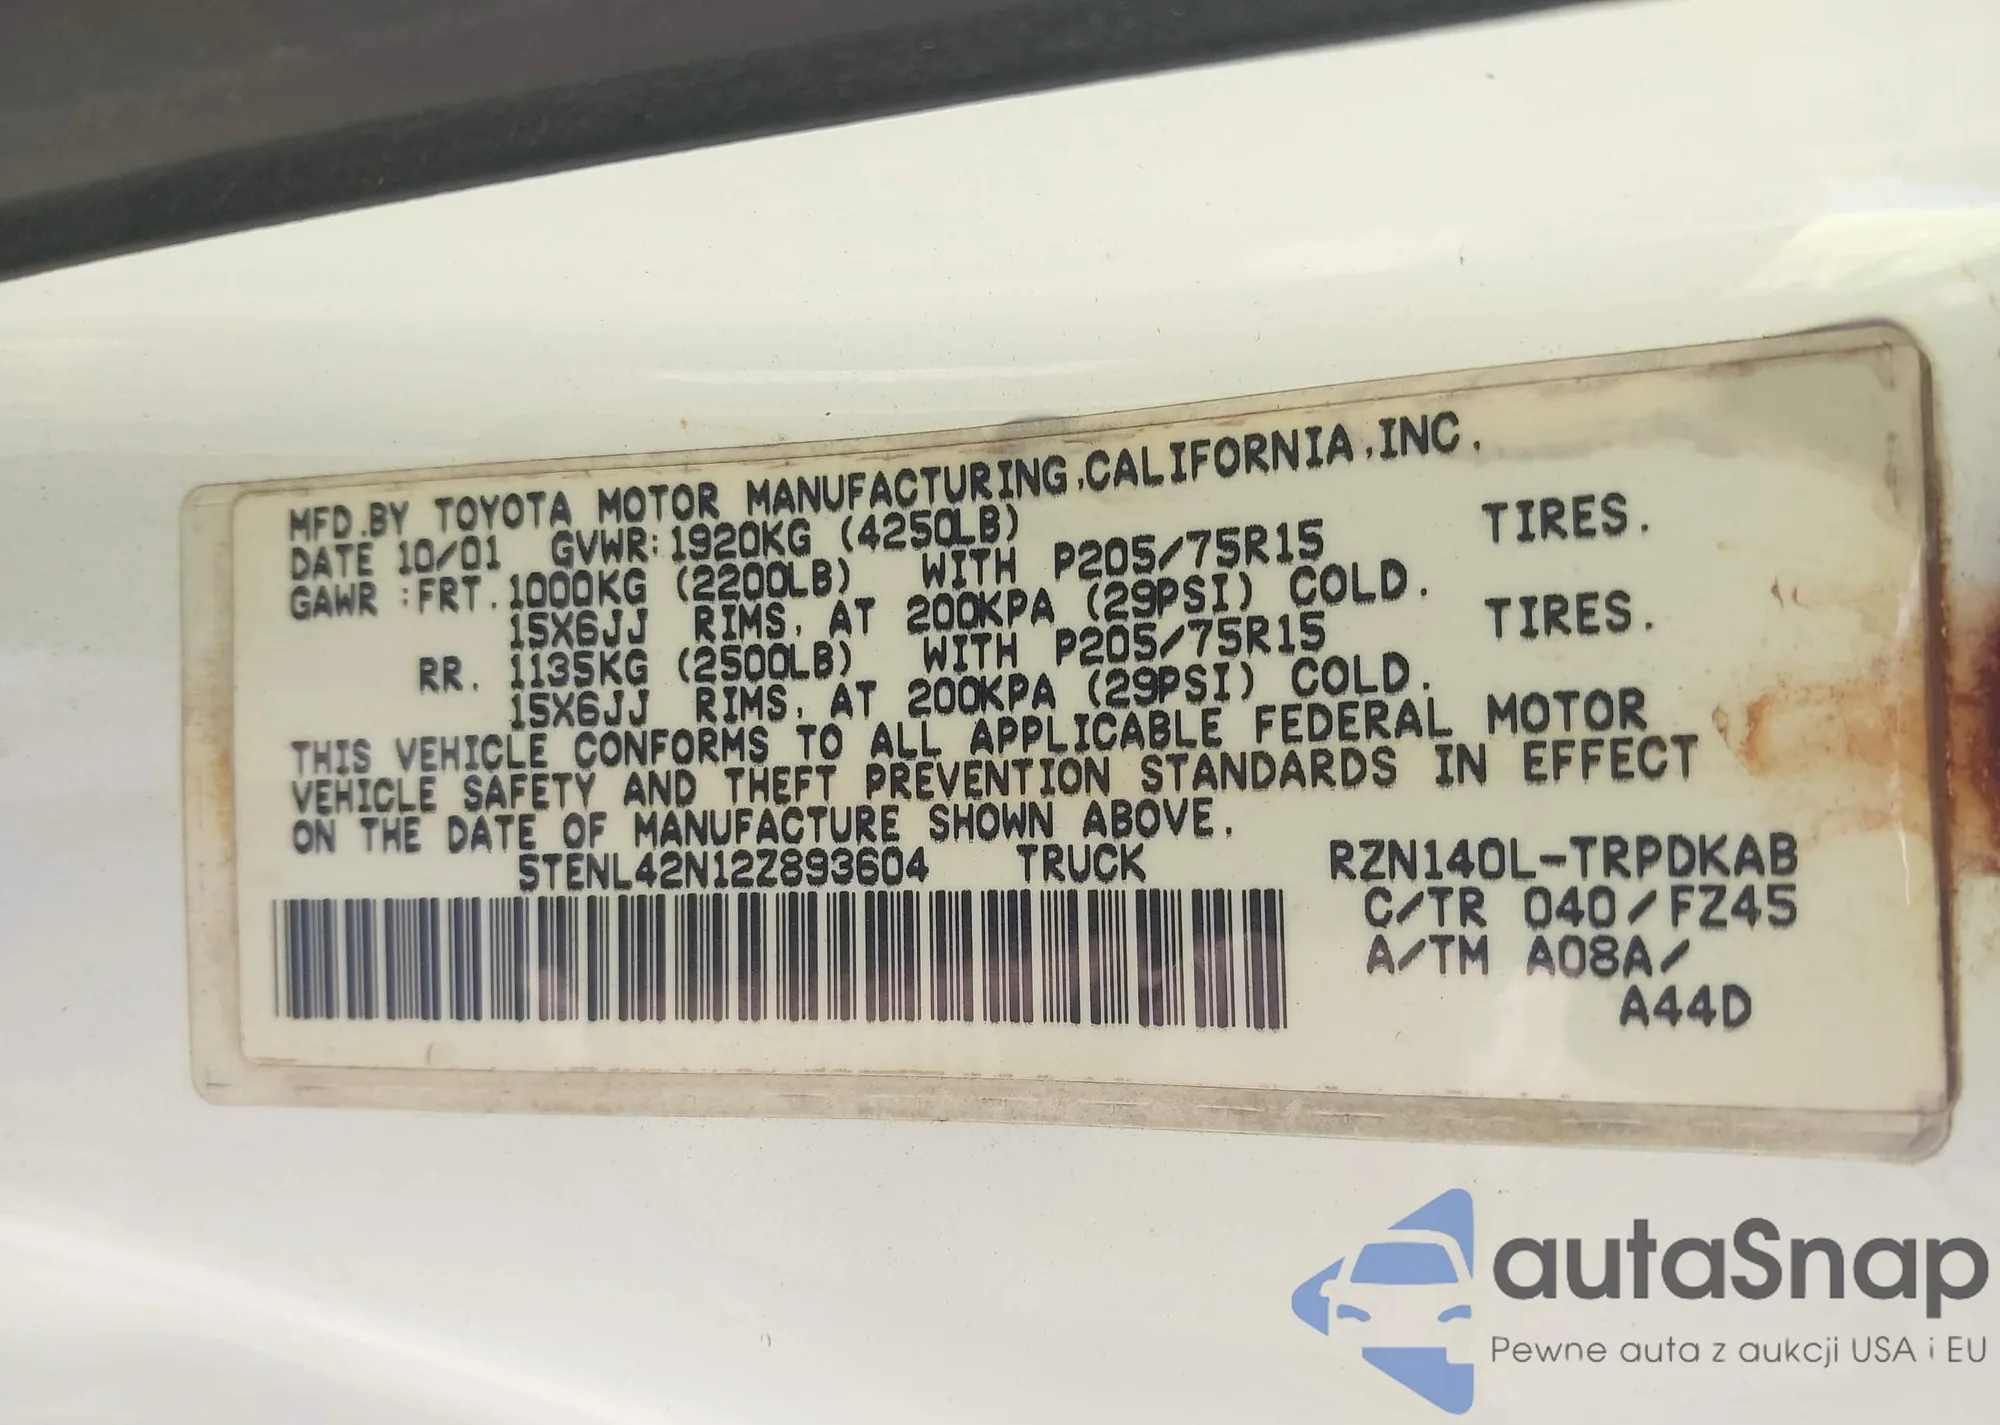 MFD.BY TOYOTA MOTOR MANUFACTURING,CALIFORNIA,INC.
DATE 10/01 GVWR:1920KG (4250LB)
GAWR :FRT.1000KG (2200LB) WITH P205/75R15 TIRES.
15X6JJ RIMS, AT 200KPA (29PSI) COLD.
RR. 1135KG (2500LB) WITH P205/75R15 TIRES.
15X6JJ RIMS, AT 200KPA (29PSI) COLD.
THIS VEHICLE CONFORMS TO ALL APPLICABLE FEDERAL MOTOR
VEHICLE SAFETY AND THEFT PREVENTION STANDARDS IN EFFECT
ON THE DATE OF MANUFACTURE SHOWN ABOVE.
5TENL42N12Z893604 TRUCK RZN140L-TRPDKAB
C/TR 040/FZ45
A/TM A08A/
A44D
autaSnap
Pewne auta z aukcji USA i EU